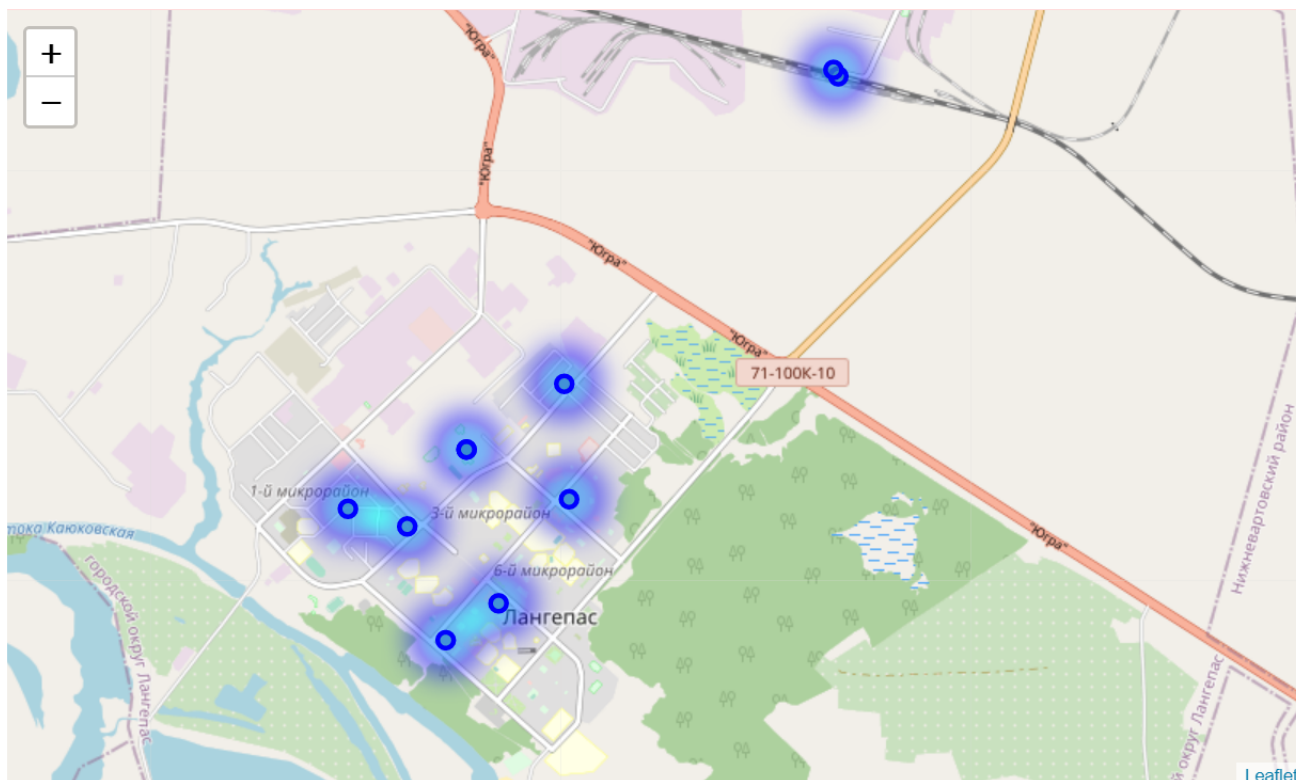 +
−
"Югра"
"Югра"
"Югра"
"Югра"
71-100К-10
1-й микрорайон
3-й микрорайон
тока Каюковская
6-й микрорайон
Лангепас
"Югра"
городской округ Лангепас
Нижневартовский район
й округ Лангепас
Leaflet